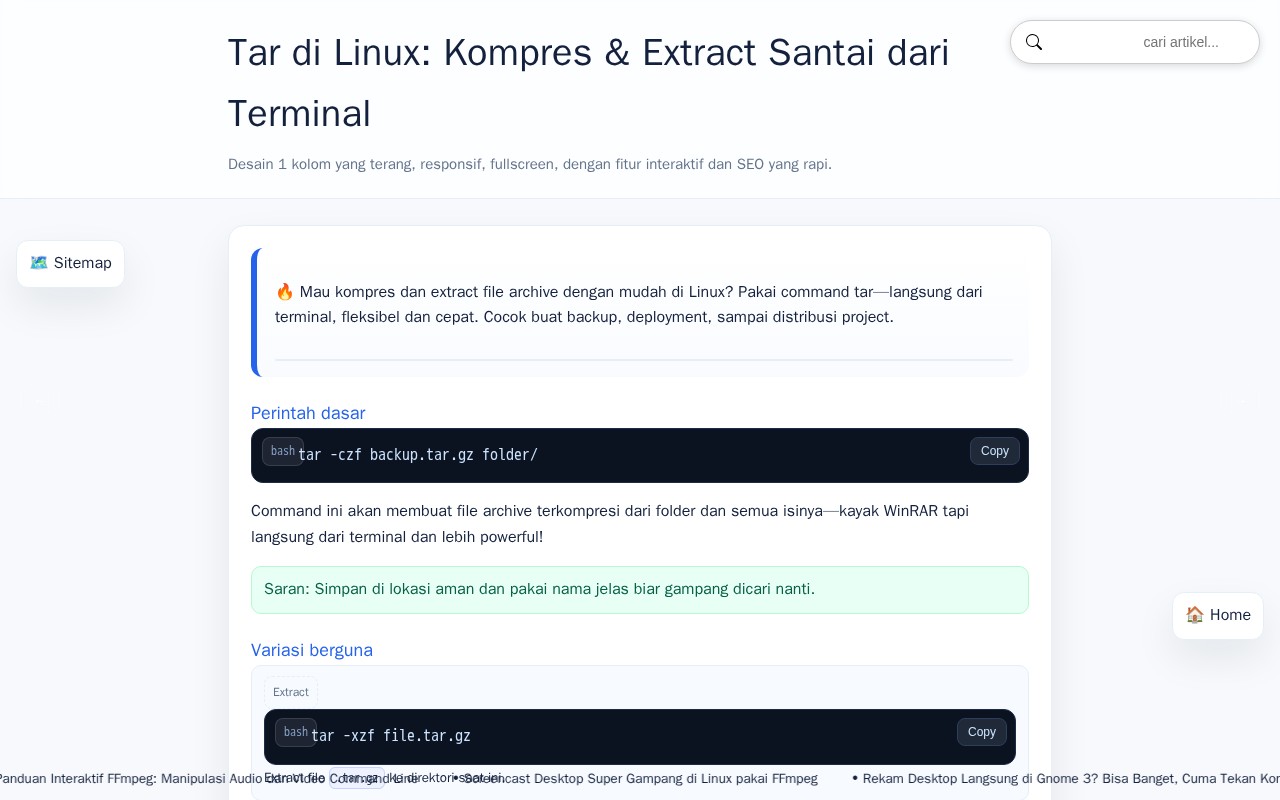 Tar di Linux: Kompres & Extract Santai dari
Terminal
cari artikel...
Desain 1 kolom yang terang, responsif, fullscreen, dengan fitur interaktif dan SEO yang rapi.
🗺️ Sitemap
🔥 Mau kompres dan extract file archive dengan mudah di Linux? Pakai command tar—langsung dari
terminal, fleksibel dan cepat. Cocok buat backup, deployment, sampai distribusi project.
Perintah dasar
bash
tar -czf backup.tar.gz folder/
Copy
Command ini akan membuat file archive terkompresi dari folder dan semua isinya—kayak WinRAR tapi
langsung dari terminal dan lebih powerful!
Saran: Simpan di lokasi aman dan pakai nama jelas biar gampang dicari nanti.
🏠 Home
Variasi berguna
Extract
bash
tar -xzf file.tar.gz
Copy
Extract file .tar.gz ke direktori saat ini.
Panduan Interaktif FFmpeg: Manipulasi Audio dan Video Command Line • Screencast Desktop Super Gampang di Linux pakai FFmpeg • Rekam Desktop Langsung di Gnome 3? Bisa Banget, Cuma Tekan